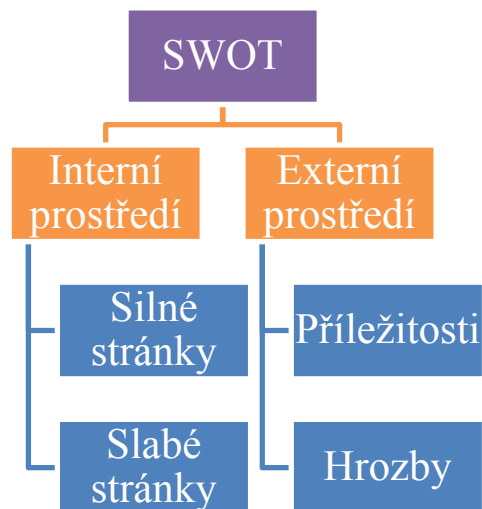 SWOT
Interní
prostředí
Externí
prostředí
Silné
stránky
Příležitosti
Slabé
stránky
Hrozby